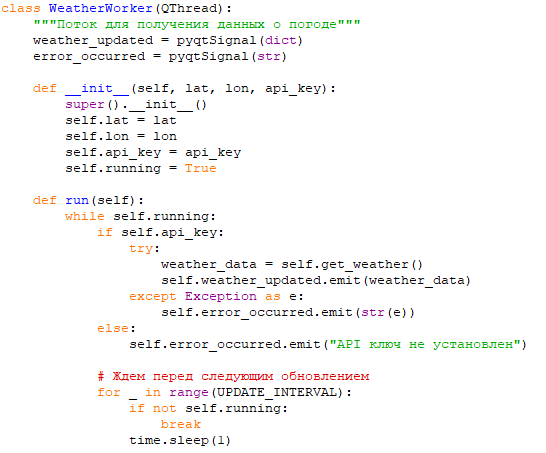 class WeatherWorker(QThread):
    """Поток для получения данных о погоде"""
    weather_updated = pyqtSignal(dict)
    error_occurred = pyqtSignal(str)

    def __init__(self, lat, lon, api_key):
        super().__init__()
        self.lat = lat
        self.lon = lon
        self.api_key = api_key
        self.running = True

    def run(self):
        while self.running:
            if self.api_key:
                try:
                    weather_data = self.get_weather()
                    self.weather_updated.emit(weather_data)
                except Exception as e:
                    self.error_occurred.emit(str(e))
            else:
                self.error_occurred.emit("API ключ не установлен")

            # Ждем перед следующим обновлением
            for _ in range(UPDATE_INTERVAL):
                if not self.running:
                    break
                time.sleep(1)